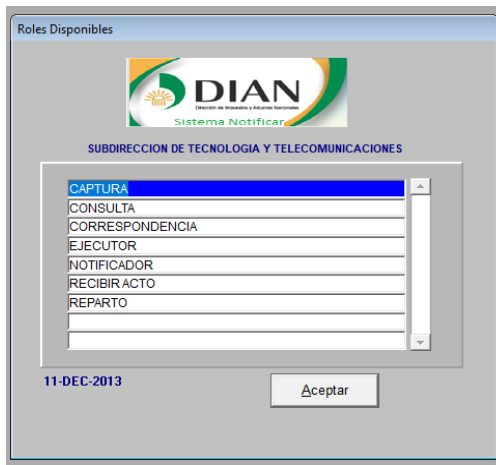 Roles Disponibles
DIAN
Dirección de Impuestos y Aduanas Nacionales
Sistema Notificar
SUBDIRECCION DE TECNOLOGIA Y TELECOMUNICACIONES
CAPTURA
CONSULTA
CORRESPONDENCIA
EJECUTOR
NOTIFICADOR
RECIBIR ACTO
REPARTO
11-DEC-2013
Aceptar